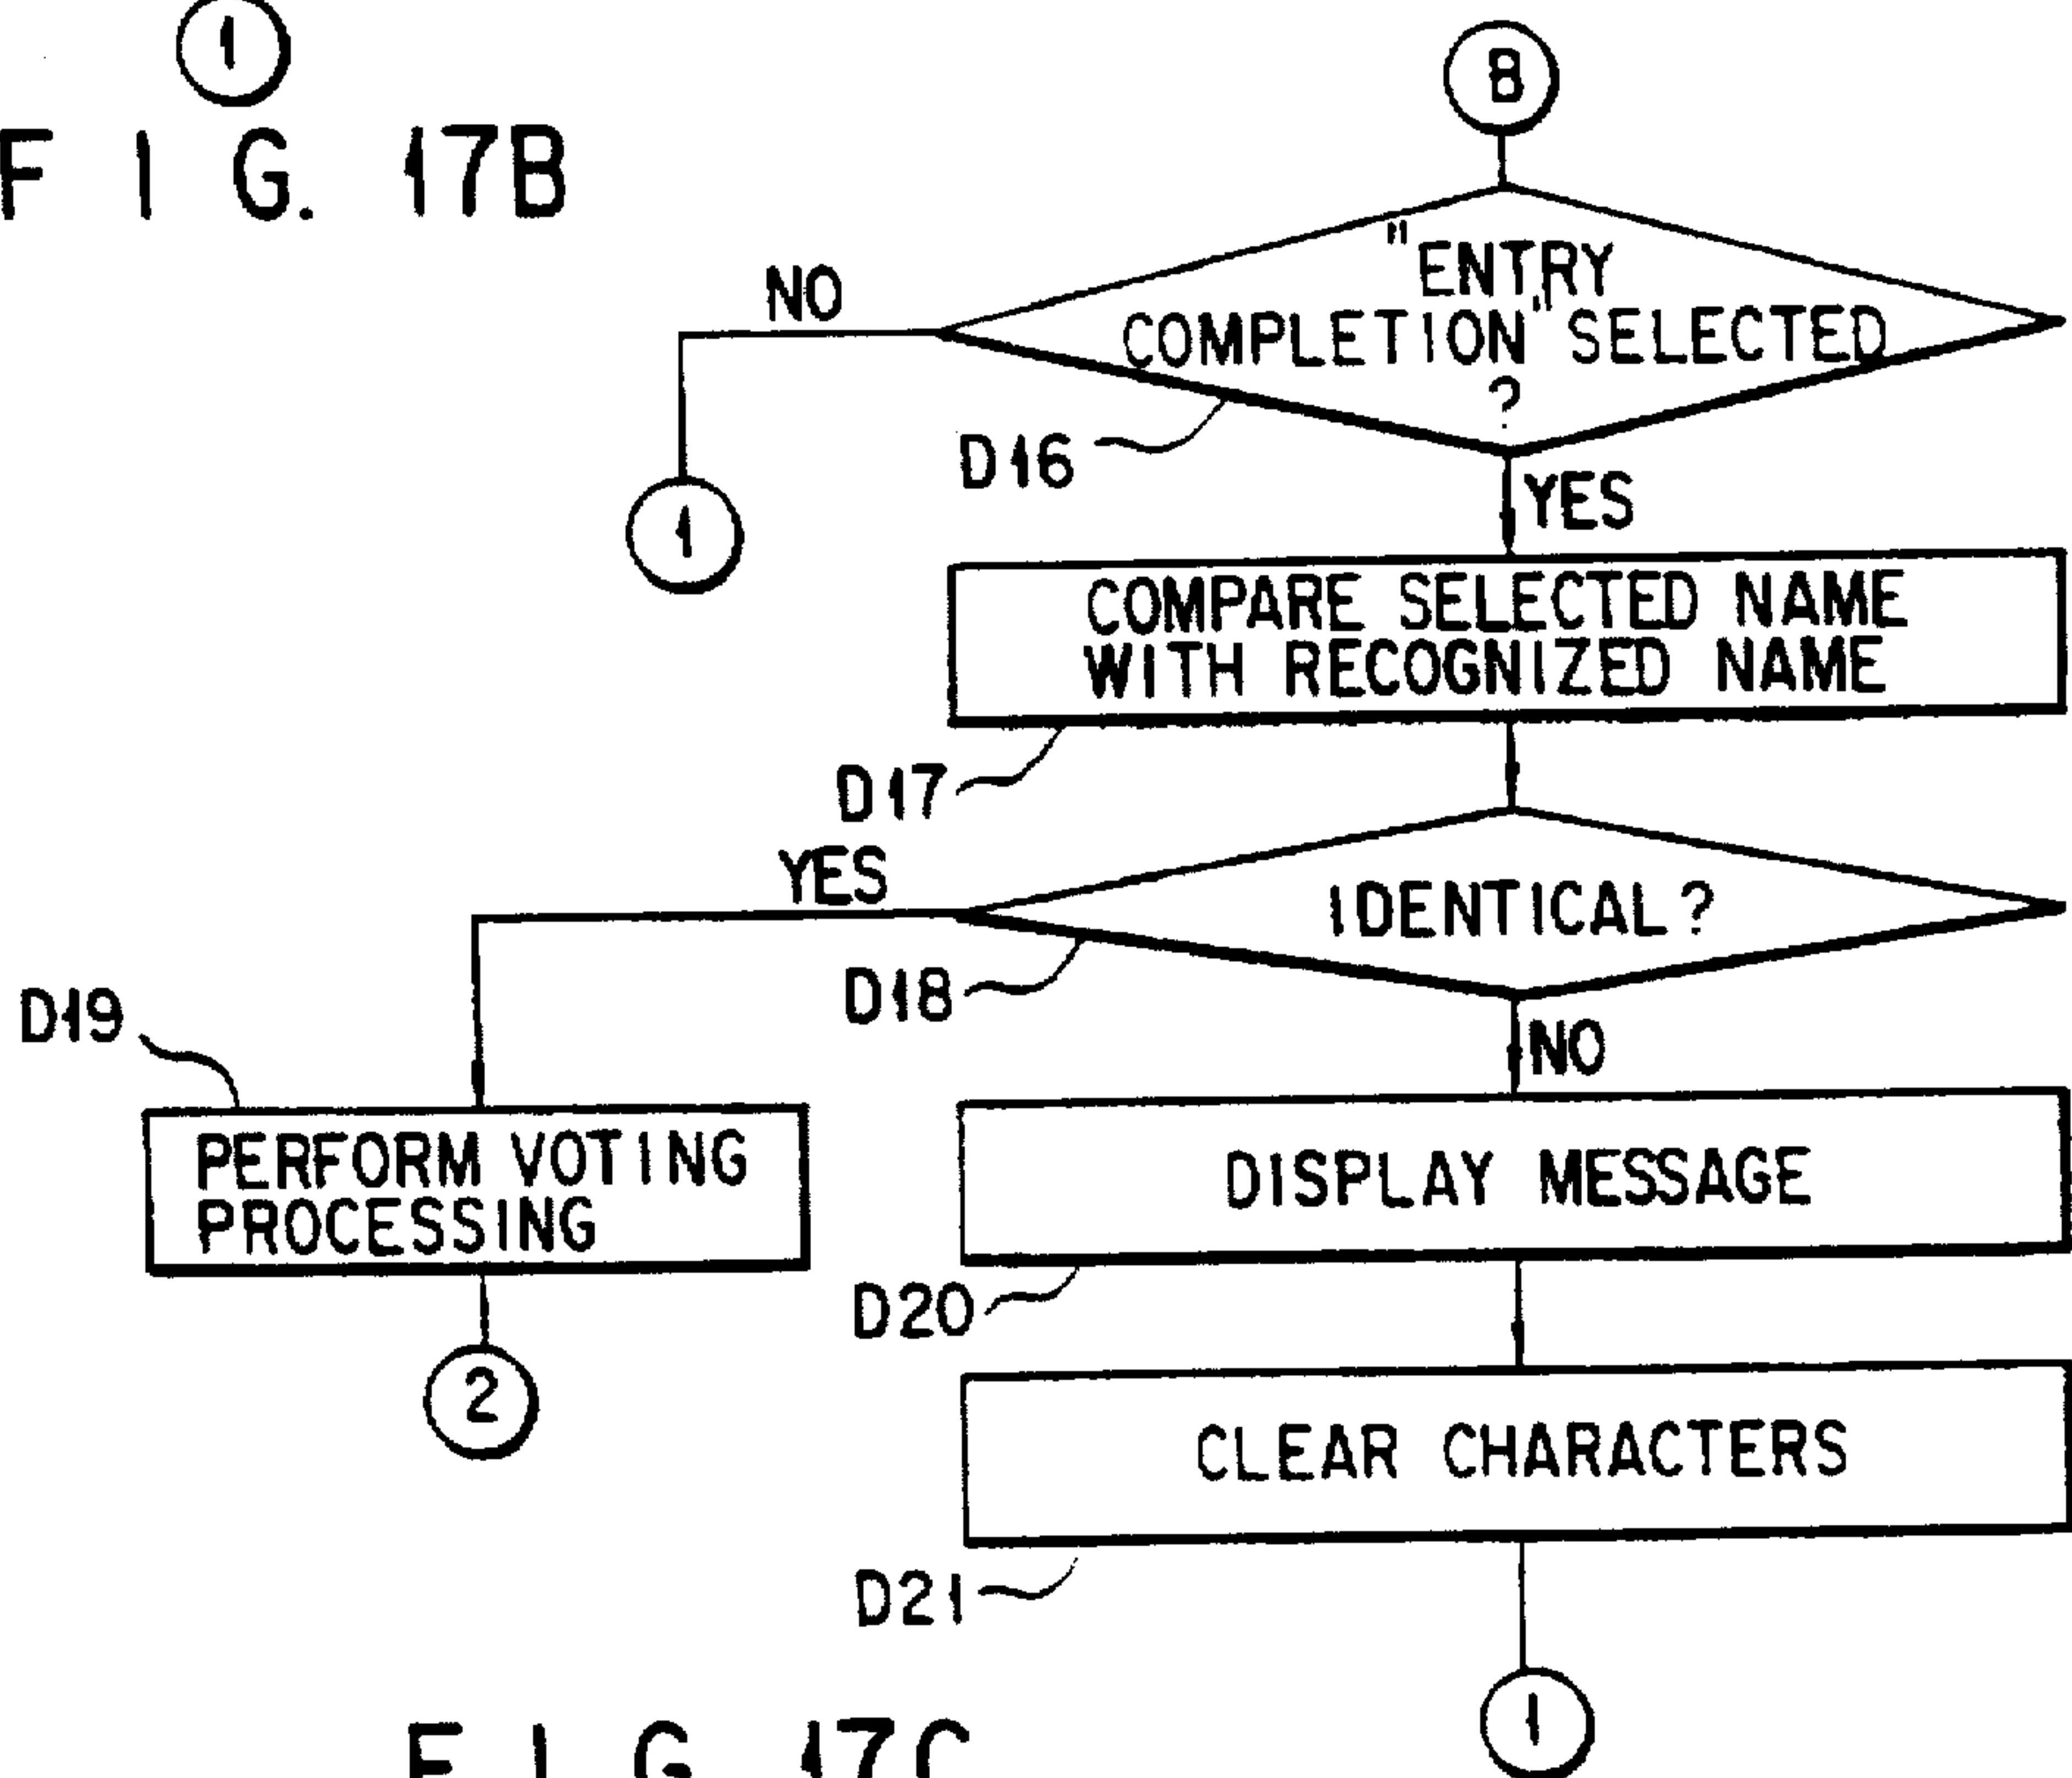 1
F I G. 17B
B
"ENTRY
COMPLETION" SELECTED
?
NO
D16
YES
1
COMPARE SELECTED NAME
WITH RECOGNIZED NAME
D17
IDENTICAL?
YES
D18
NO
D19
PERFORM VOTING
PROCESSING
2
DISPLAY MESSAGE
D20
CLEAR CHARACTERS
D21
1
F I G 17C